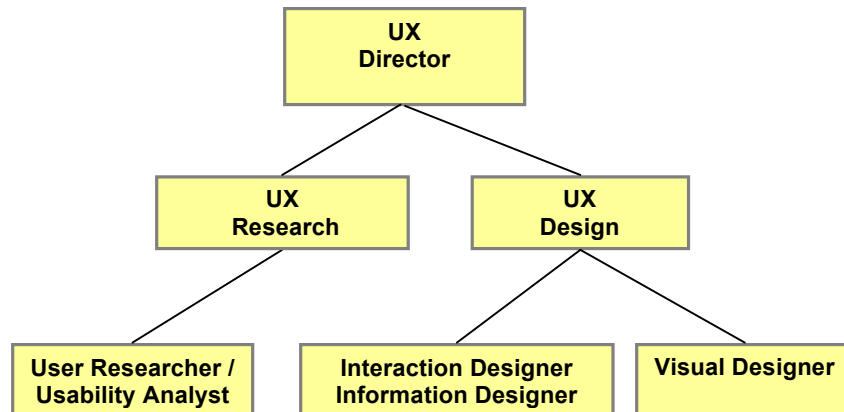 UX
Director
UX
Research
UX
Design
User Researcher /
Usability Analyst
Interaction Designer
Information Designer
Visual Designer